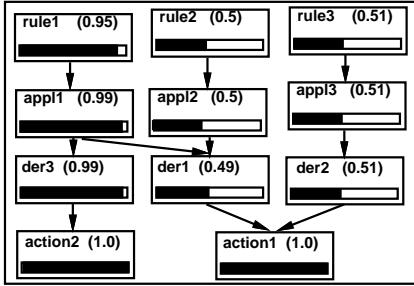 rule1 (0.95)
rule2 (0.5)
rule3 (0.51)
appl1 (0.99)
appl2 (0.5)
appl3 (0.51)
der3 (0.99)
der1 (0.49)
der2 (0.51)
action2 (1.0)
action1 (1.0)